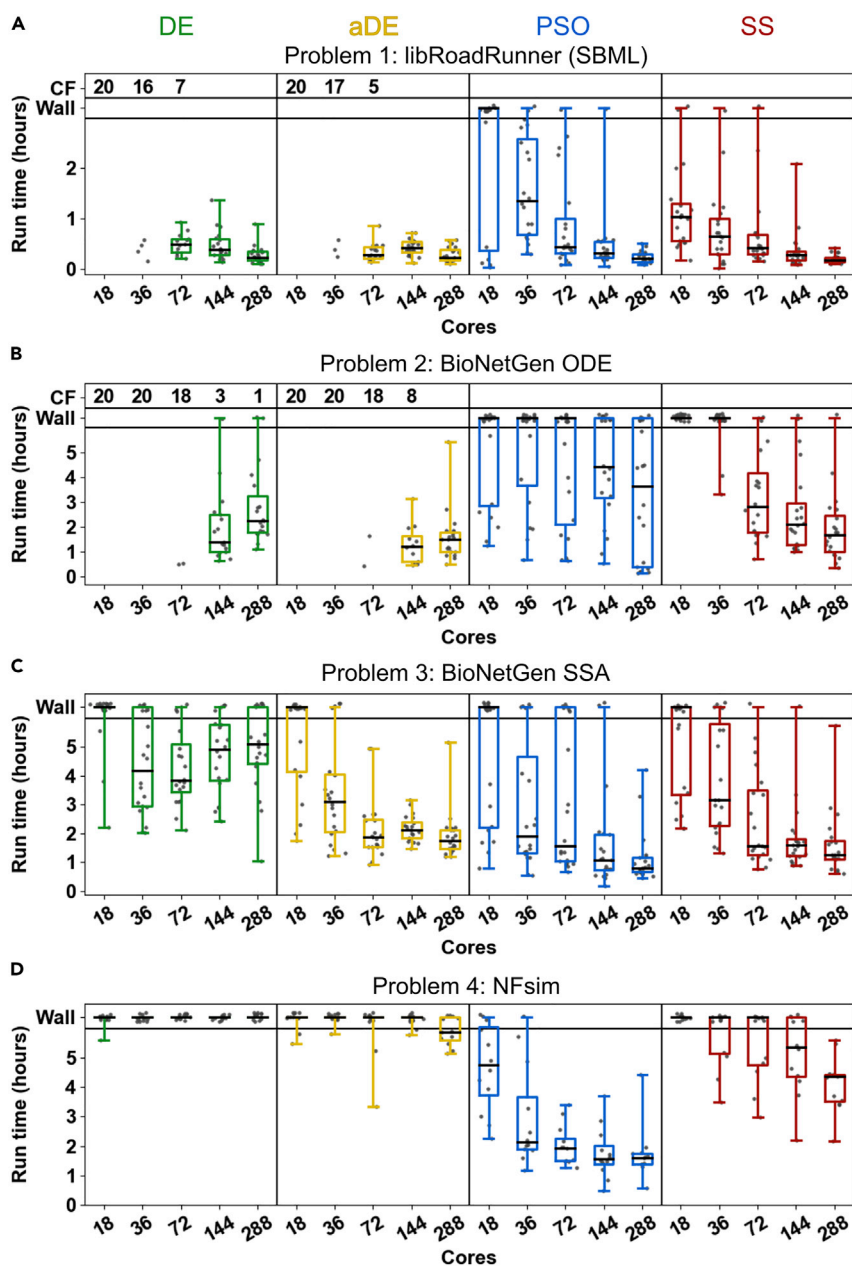 A
DE aDE PSO SS
Problem 1: libRoadRunner (SBML)
CF 20 16 7 20 17 5
Wall
Run time (hours)
2
1
0
18 36 72 144 288 18 36 72 144 288 18 36 72 144 288 18 36 72 144 288
Cores
B
Problem 2: BioNetGen ODE
CF 20 20 18 3 1 20 20 18 8
Wall
Run time (hours)
5
4
3
2
1
0
18 36 72 144 288 18 36 72 144 288 18 36 72 144 288 18 36 72 144 288
Cores
C
Problem 3: BioNetGen SSA
Wall
Run time (hours)
5
4
3
2
1
0
18 36 72 144 288 18 36 72 144 288 18 36 72 144 288 18 36 72 144 288
Cores
D
Problem 4: NFsim
Wall
Run time (hours)
5
4
3
2
1
0
18 36 72 144 288 18 36 72 144 288 18 36 72 144 288 18 36 72 144 288
Cores